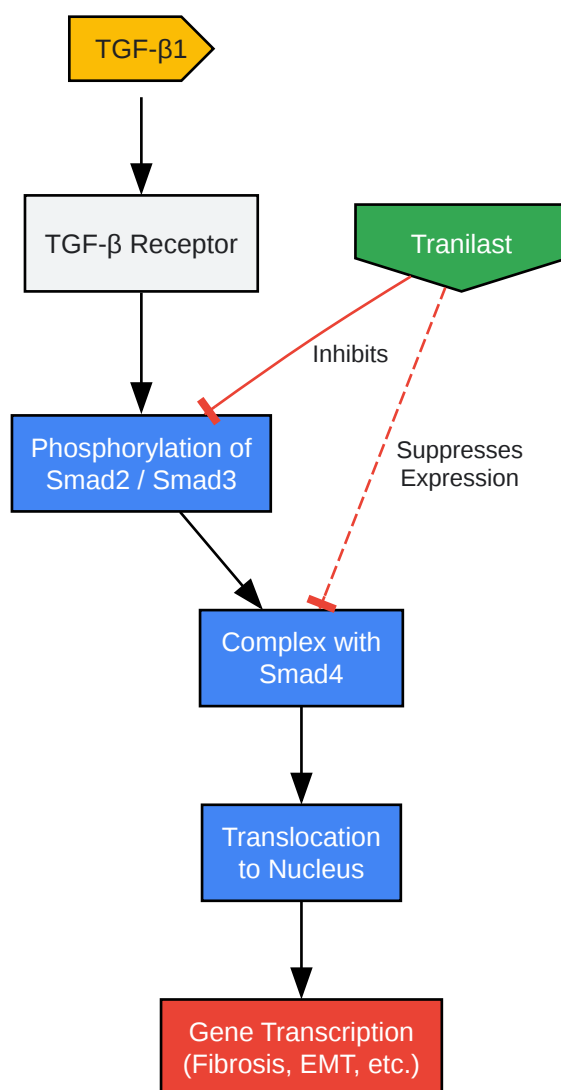 TGF-β1
TGF-β Receptor
Tranilast
Inhibits
Phosphorylation of
Smad2 / Smad3
Suppresses
Expression
Complex with
Smad4
Translocation
to Nucleus
Gene Transcription
(Fibrosis, EMT, etc.)